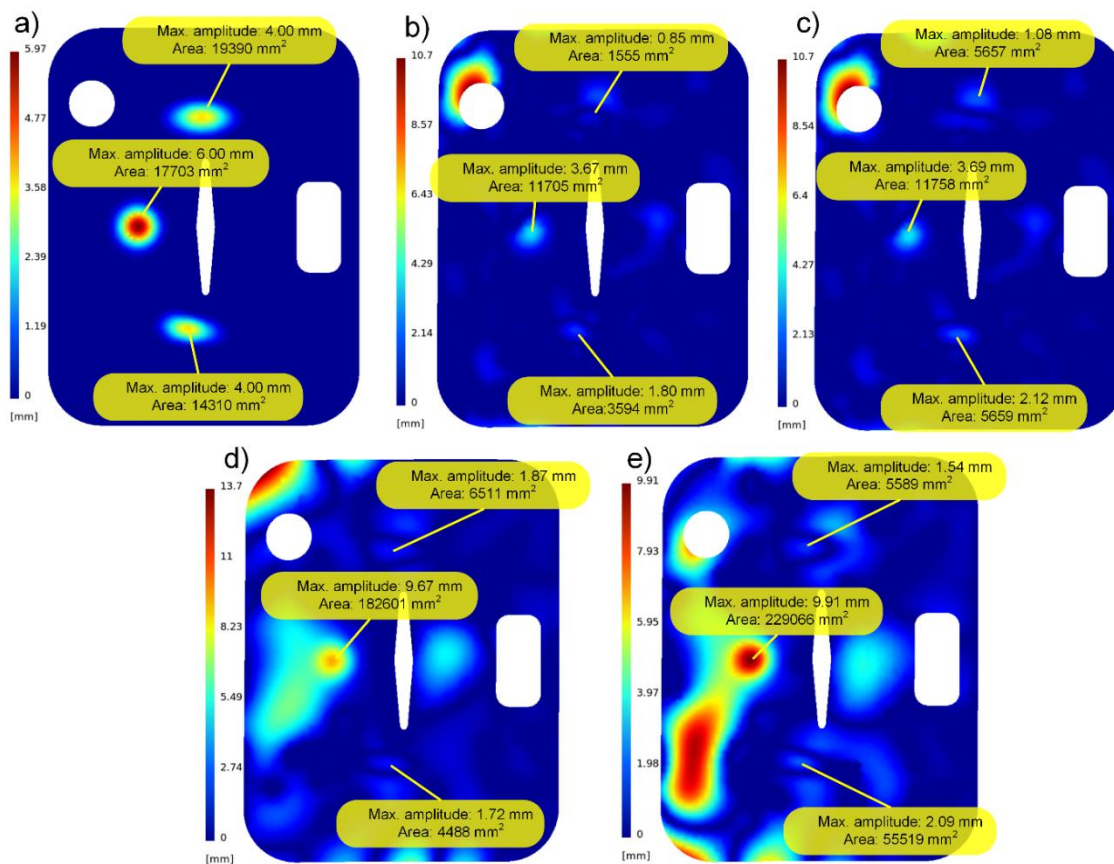 a)
Max. amplitude: 4.00 mm
Area: 19390 mm²
Max. amplitude: 6.00 mm
Area: 17703 mm²
Max. amplitude: 4.00 mm
Area: 14310 mm²
5.97
4.77
3.58
2.39
1.19
0
[mm]
b)
Max. amplitude: 0.85 mm
Area: 1555 mm²
Max. amplitude: 3.67 mm
Area: 11705 mm²
Max. amplitude: 1.80 mm
Area:3594 mm²
10.7
8.57
6.43
4.29
2.14
0
[mm]
c)
Max. amplitude: 1.08 mm
Area: 5657 mm²
Max. amplitude: 3.69 mm
Area: 11758 mm²
Max. amplitude: 2.12 mm
Area: 5659 mm²
10.7
8.54
6.4
4.27
2.13
0
[mm]
d)
Max. amplitude: 1.87 mm
Area: 6511 mm²
Max. amplitude: 9.67 mm
Area: 182601 mm²
Max. amplitude: 1.72 mm
Area: 4488 mm²
13.7
11
8.23
5.49
2.74
0
[mm]
e)
Max. amplitude: 1.54 mm
Area: 5589 mm²
Max. amplitude: 9.91 mm
Area: 229066 mm²
Max. amplitude: 2.09 mm
Area: 55519 mm²
9.91
7.93
5.95
3.97
1.98
0
[mm]